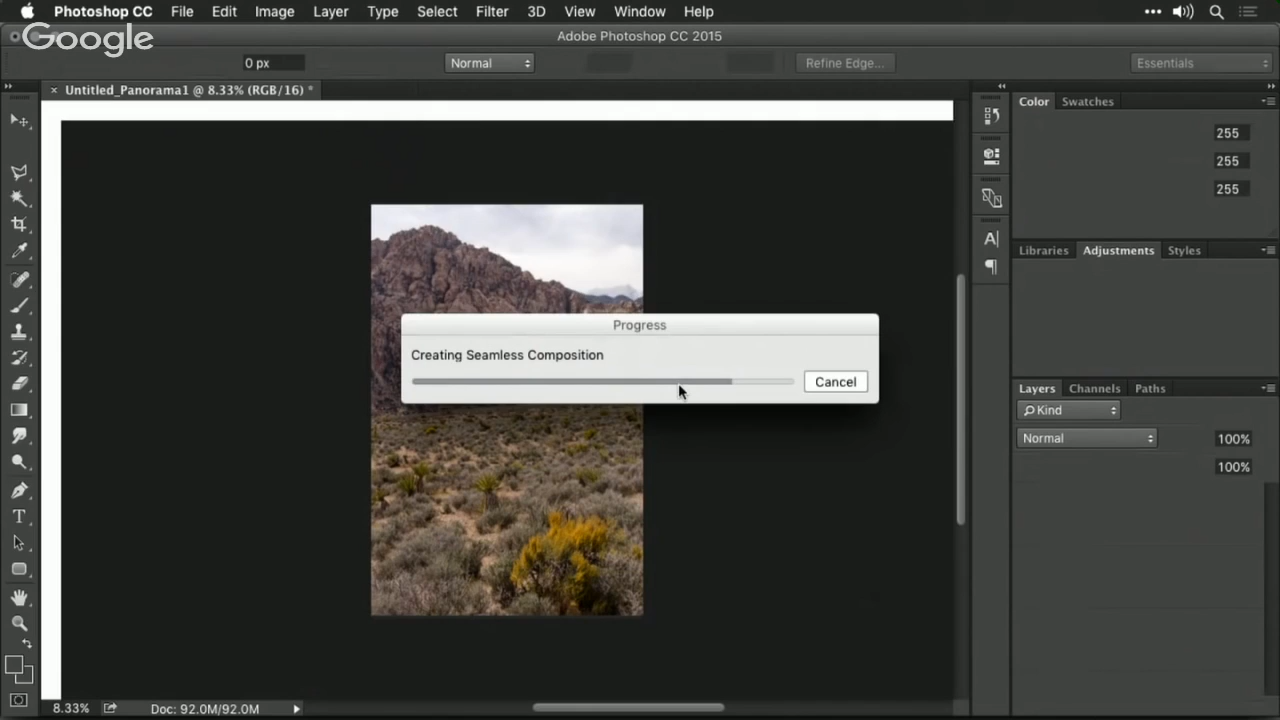 Photoshop CC File Edit Image Layer Type Select Filter 3D View Window Help
Google
Adobe Photoshop CC 2015
0 px Normal Refine Edge... Essentials
× Untitled_Panorama1 @ 8.33% (RGB/16) *
Color Swatches
255
255
255
Libraries Adjustments Styles
Progress
Creating Seamless Composition
Cancel
Layers Channels Paths
Kind
Normal 100%
100%
8.33% Doc: 92.0M/92.0M